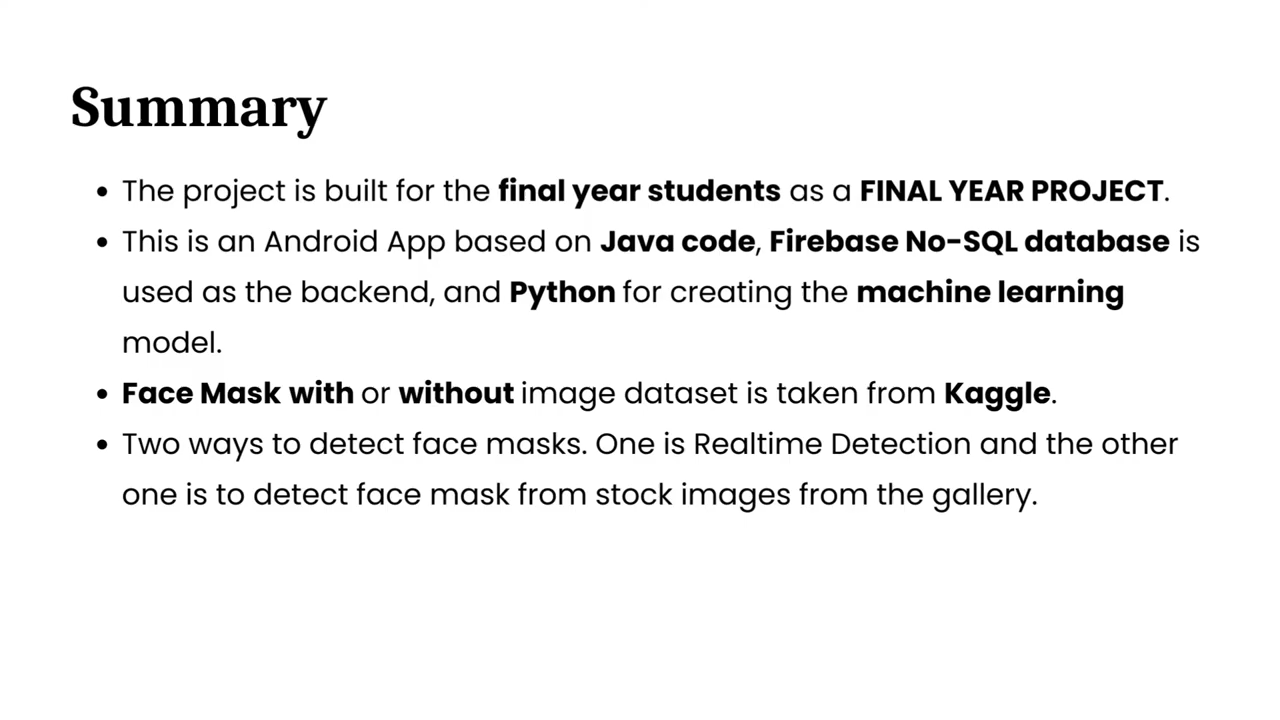 Summary
• The project is built for the final year students as a FINAL YEAR PROJECT.
• This is an Android App based on Java code, Firebase No-SQL database is
used as the backend, and Python for creating the machine learning
model.
• Face Mask with or without image dataset is taken from Kaggle.
• Two ways to detect face masks. One is Realtime Detection and the other
one is to detect face mask from stock images from the gallery.